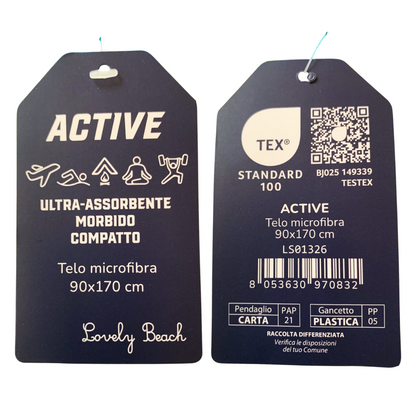 ACTIVE
ULTRA-ASSORBENTE
MORBIDO
COMPATTO
Telo microfibra
90x170 cm
Lovely Beach
TEX®
STANDARD
100
BJ025 149339
TESTEX
ACTIVE
Telo microfibra
90x170 cm
LS01326
8 053630 970832
Pendaglio PAP
CARTA 21
Gancetto PP
PLASTICA 05
RACCOLTA DIFFERENZIATA
Verifica le disposizioni
del tuo Comune